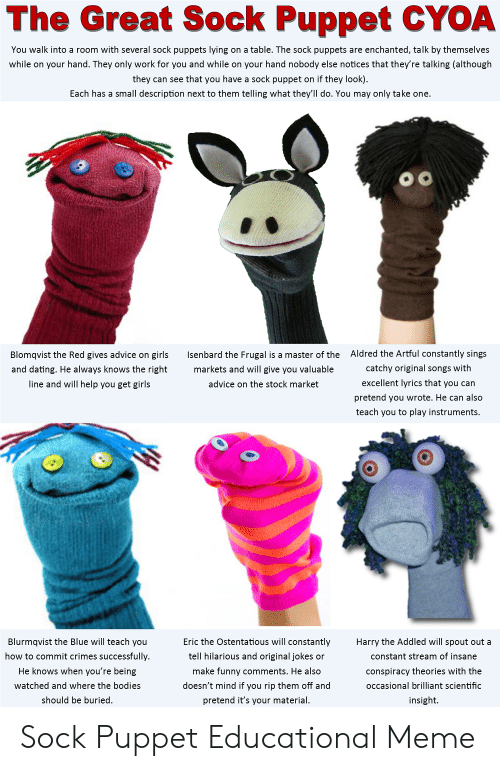 The Great Sock Puppet CYOA
You walk into a room with several sock puppets lying on a table. The sock puppets are enchanted, talk by themselves
while on your hand. They only work for you and while on your hand nobody else notices that they're talking (although
they can see that you have a sock puppet on if they look).
Each has a small description next to them telling what they'll do. You may only take one.
Blomqvist the Red gives advice on girls
and dating. He always knows the right
line and will help you get girls
Isenbard the Frugal is a master of the
markets and will give you valuable
advice on the stock market
Aldred the Artful constantly sings
catchy original songs with
excellent lyrics that you can
pretend you wrote. He can also
teach you to play instruments.
Blurmqvist the Blue will teach you
how to commit crimes successfully.
He knows when you're being
watched and where the bodies
should be buried.
Eric the Ostentatious will constantly
tell hilarious and original jokes or
make funny comments. He also
doesn't mind if you rip them off and
pretend it's your material.
Harry the Addled will spout out a
constant stream of insane
conspiracy theories with the
occasional brilliant scientific
insight.
Sock Puppet Educational Meme